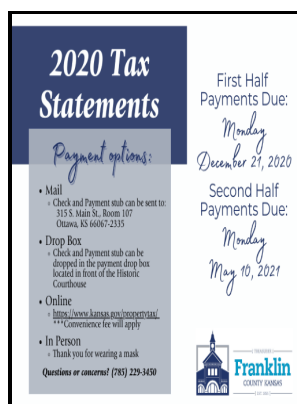 2020 Tax
Statements
Payment options:
• Mail
Check and Payment stub can be sent to:
315 S. Main St., Room 107
Ottawa, KS 66067-2335
• Drop Box
Check and Payment stub can be
dropped in the payment drop box
located in front of the Historic
Courthouse
• Online
https://www.kansas.gov/propertytax/
***Convenience fee will apply
• In Person
Thank you for wearing a mask
Questions or concerns? (785) 229-3450
First Half
Payments Due:
Monday
December 21, 2020
Second Half
Payments Due:
Monday
May 10, 2021
Franklin
COUNTY KANSAS